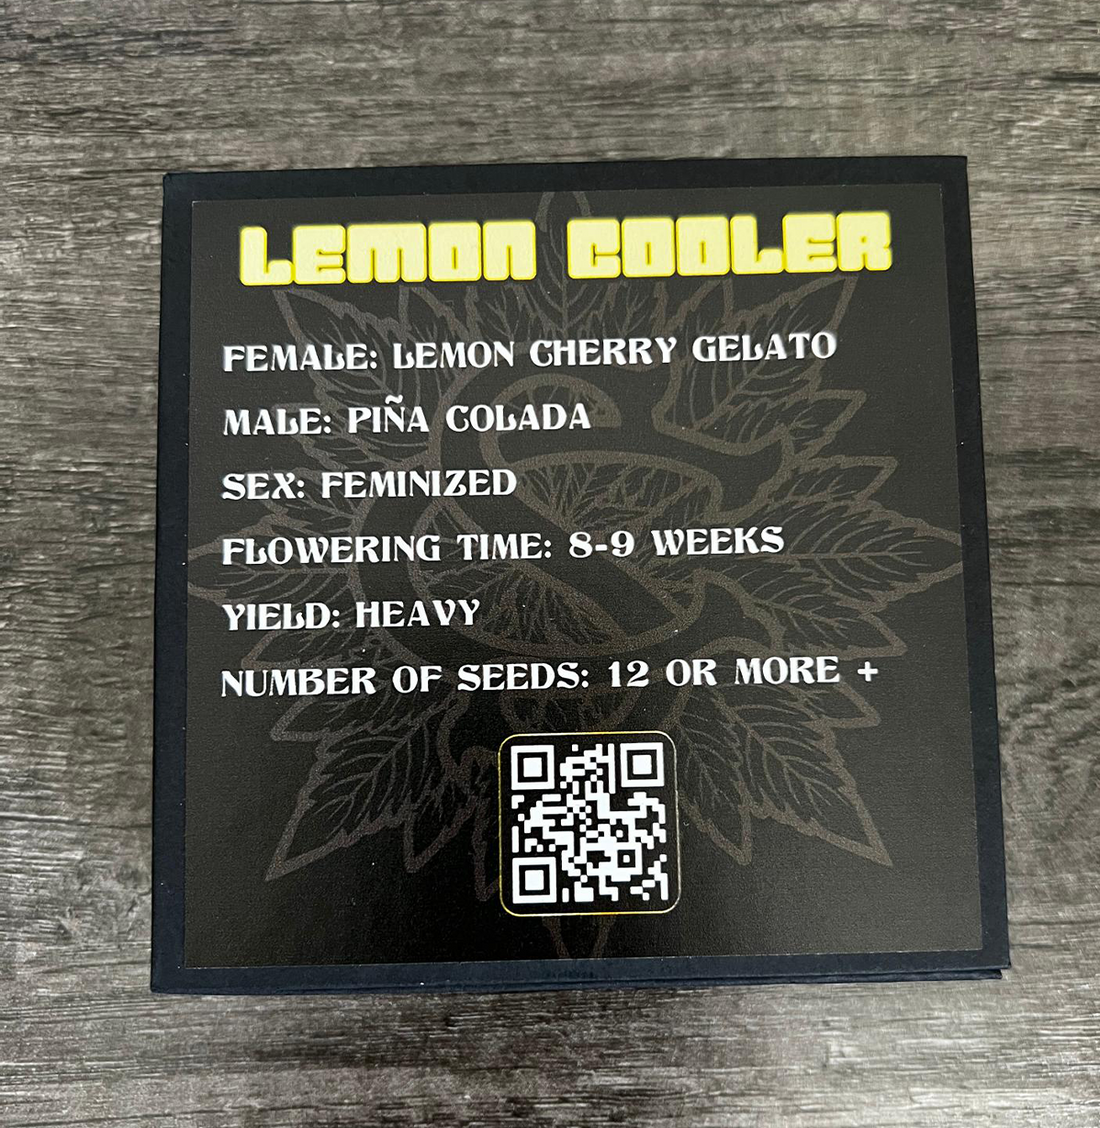 LEMON COOLER
FEMALE: LEMON CHERRY GELATO
MALE: PIÑA COLADA
SEX: FEMINIZED
FLOWERING TIME: 8-9 WEEKS
YIELD: HEAVY
NUMBER OF SEEDS: 12 OR MORE +